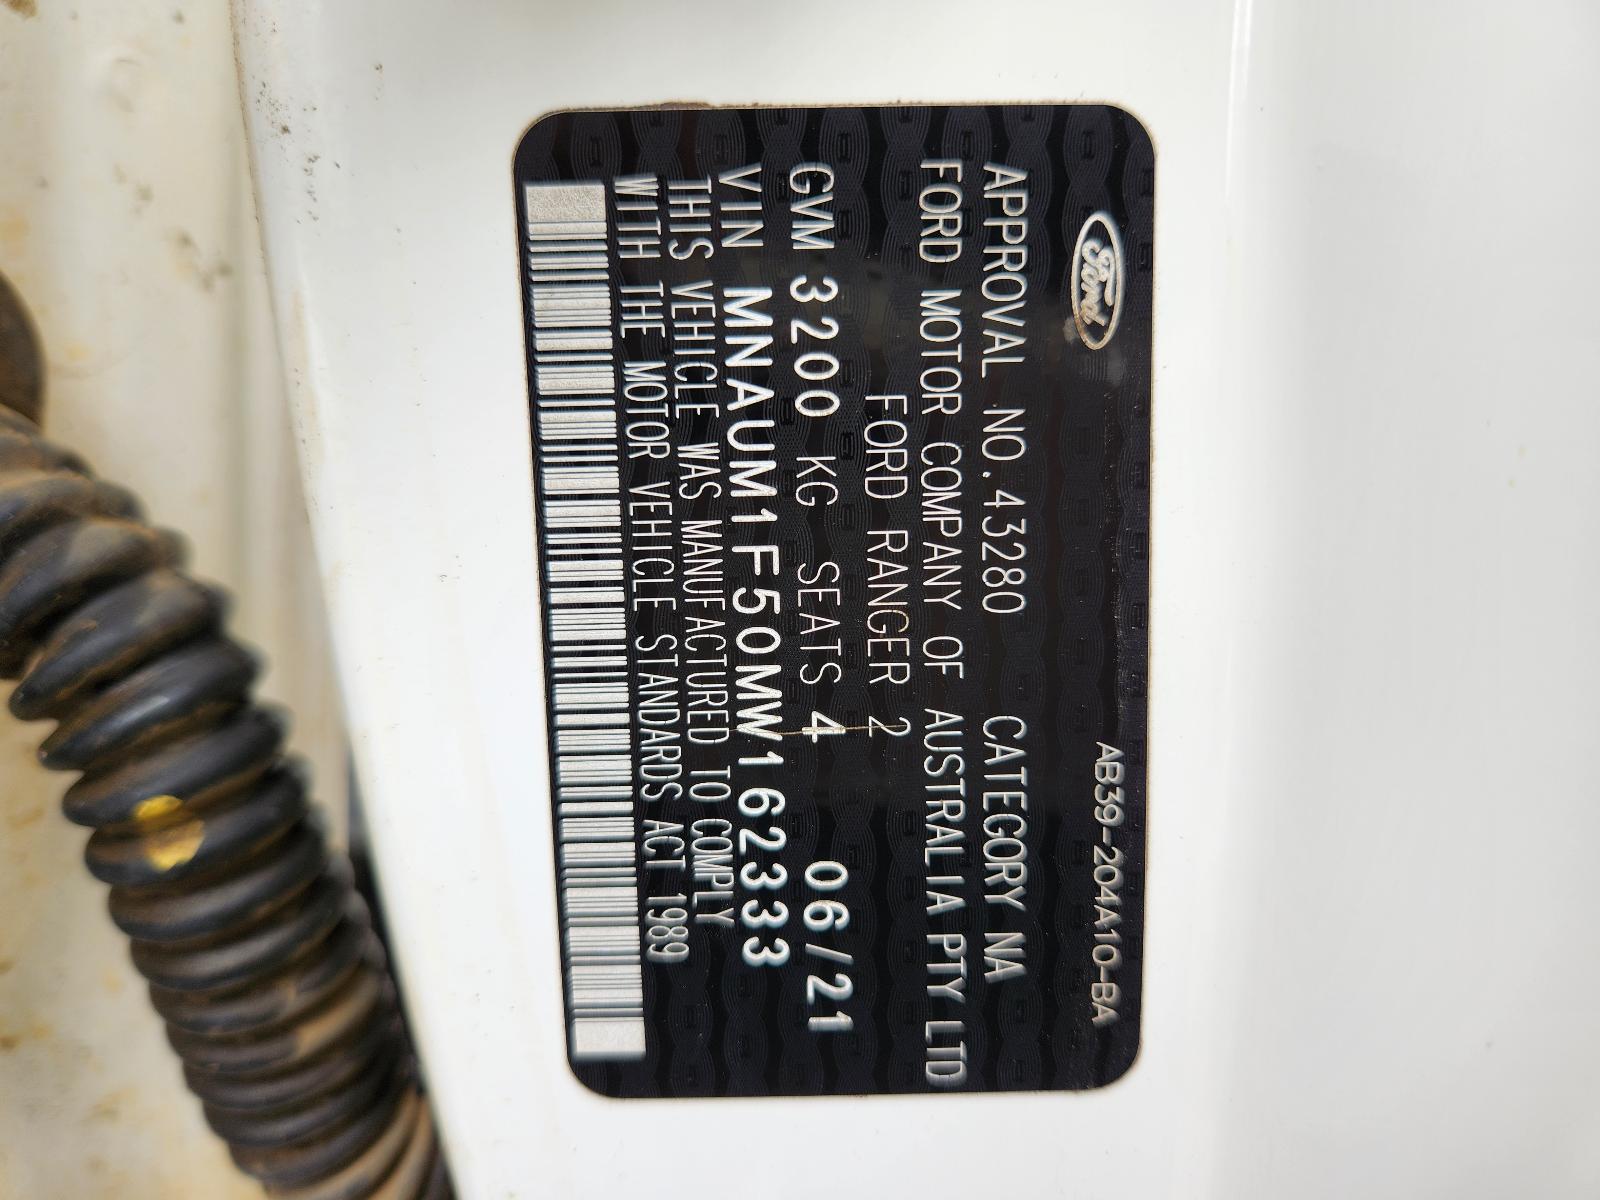 Ford
AB39-204A10-BA
APPROVAL NO.43280 CATEGORY NA
FORD MOTOR COMPANY OF AUSTRALIA PTY LTD
FORD RANGER 2
GVM 3200 KG SEATS 4 06/21
VIN MNAUM1F50MW162333
THIS VEHICLE WAS MANUFACTURED TO COMPLY
WITH THE MOTOR VEHICLE STANDARDS ACT 1989